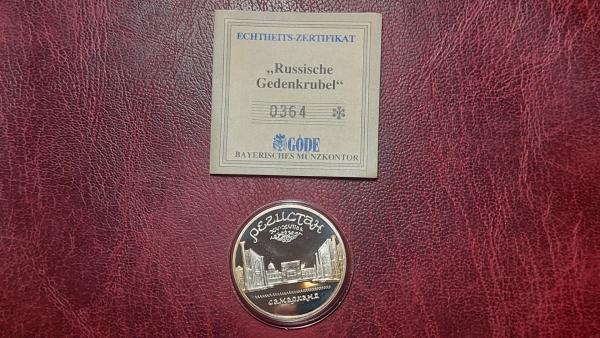 ECHTHEITS-ZERTIFIKAT
„Russische
Gedenkrubel“
0364
GÖDE
BAYERISCHES MÜNZKONTOR
РЕГИСТАН
САМАРКАНД